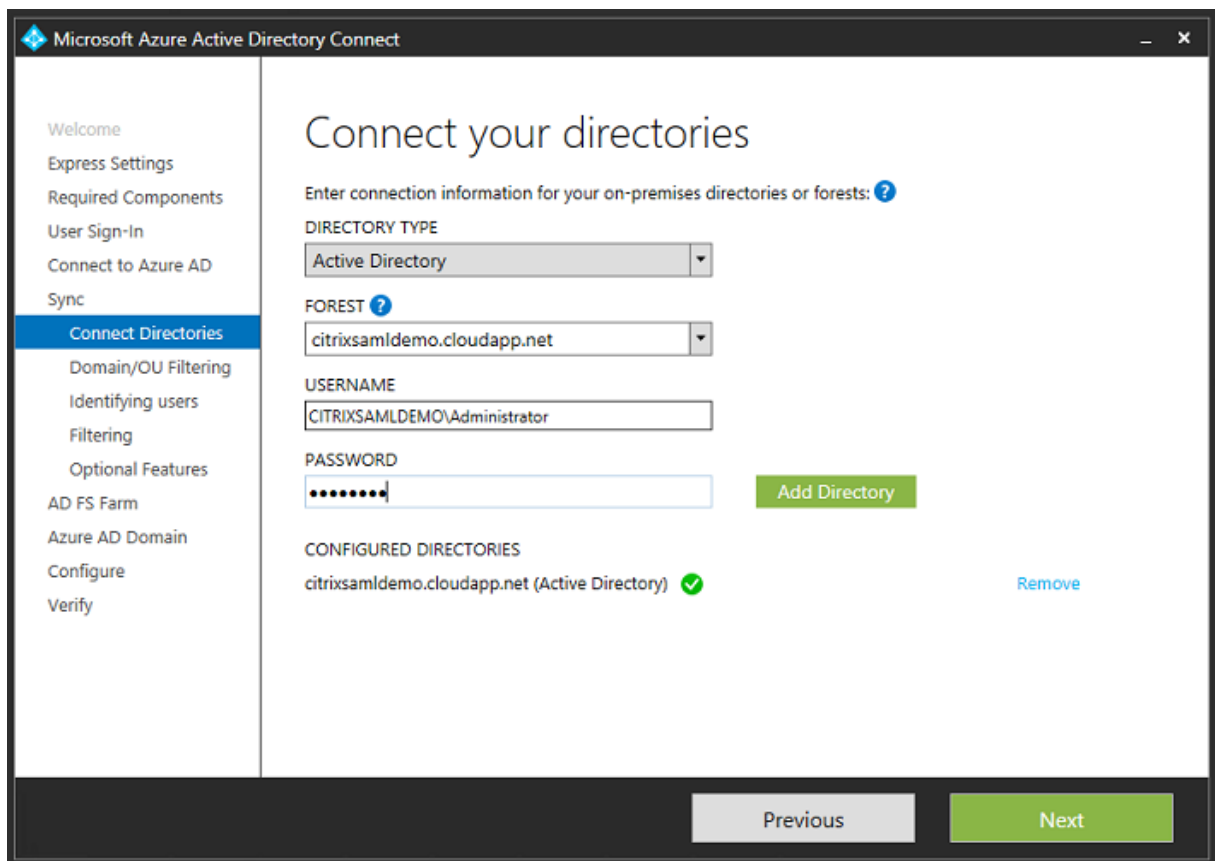 Microsoft Azure Active Directory Connect
Welcome
Express Settings
Required Components
User Sign-In
Connect to Azure AD
Sync
Connect Directories
Domain/OU Filtering
Identifying users
Filtering
Optional Features
AD FS Farm
Azure AD Domain
Configure
Verify
Connect your directories
Enter connection information for your on-premises directories or forests: ?
DIRECTORY TYPE
Active Directory
FOREST ?
citrixsamldemo.cloudapp.net
USERNAME
CITRIXSAMLDEMO\Administrator
PASSWORD
••••••••
Add Directory
CONFIGURED DIRECTORIES
citrixsamldemo.cloudapp.net (Active Directory)
Remove
Previous
Next